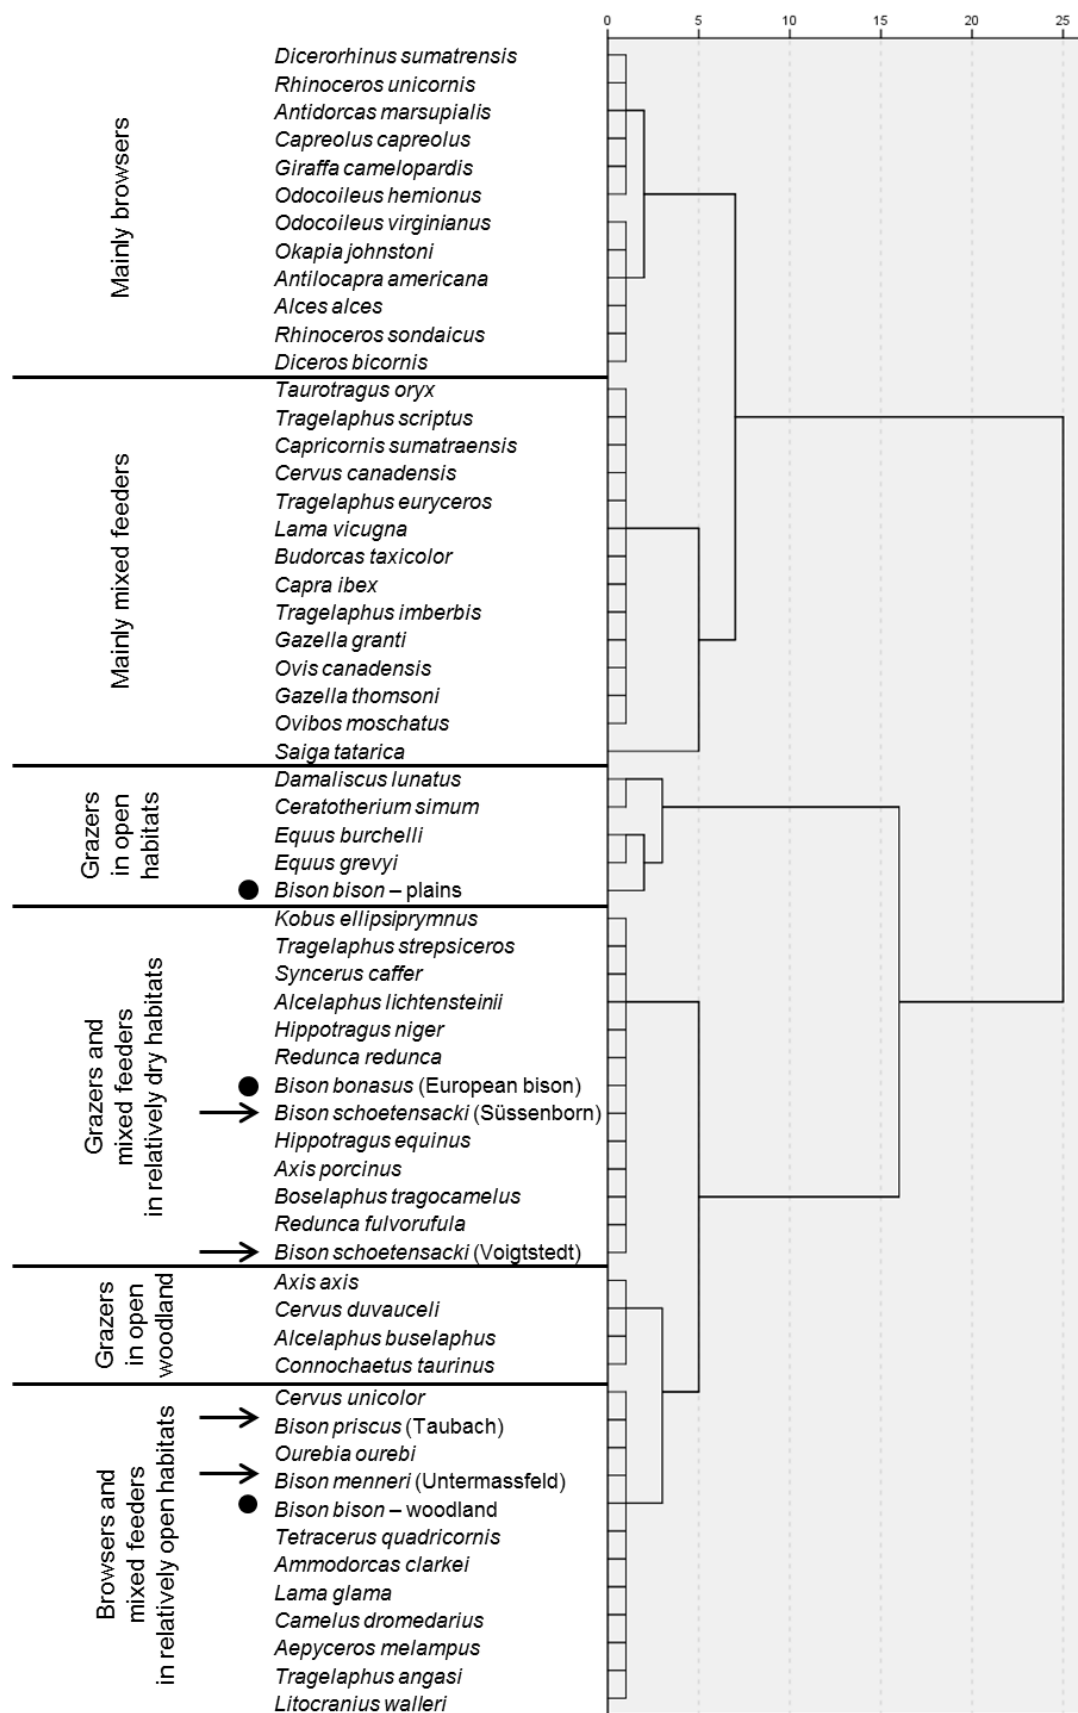 0 5 10 15 20 25
Mainly browsers
Dicerorhinus sumatrensis
Rhinoceros unicornis
Antidorcas marsupialis
Capreolus capreolus
Giraffa camelopardis
Odocoileus hemionus
Odocoileus virginianus
Okapia johnstoni
Antilocapra americana
Alces alces
Rhinoceros sondaicus
Diceros bicornis
Mainly mixed feeders
Taurotragus oryx
Tragelaphus scriptus
Capricornis sumatraensis
Cervus canadensis
Tragelaphus euryceros
Lama vicugna
Budorcas taxicolor
Capra ibex
Tragelaphus imberbis
Gazella granti
Ovis canadensis
Gazella thomsoni
Ovibos moschatus
Saiga tatarica
Grazers
in open
habitats
Damaliscus lunatus
Ceratotherium simum
Equus burchelli
Equus grevyi
Bison bison – plains
Grazers and
mixed feeders
in relatively dry habitats
Kobus ellipsiprymnus
Tragelaphus strepsiceros
Syncerus caffer
Alcelaphus lichtensteinii
Hippotragus niger
Redunca redunca
Bison bonasus (European bison)
Bison schoetensacki (Süssenborn)
Hippotragus equinus
Axis porcinus
Boselaphus tragocamelus
Redunca fulvorufula
Bison schoetensacki (Voigtstedt)
Grazers
in open
woodland
Axis axis
Cervus duvauceli
Alcelaphus buselaphus
Connochaetus taurinus
Browsers and
mixed feeders
in relatively open habitats
Cervus unicolor
Bison priscus (Taubach)
Ourebia ourebi
Bison menneri (Untermassfeld)
Bison bison – woodland
Tetracerus quadricornis
Ammodorcas clarkei
Lama glama
Camelus dromedarius
Aepyceros melampus
Tragelaphus angasi
Litocranius walleri